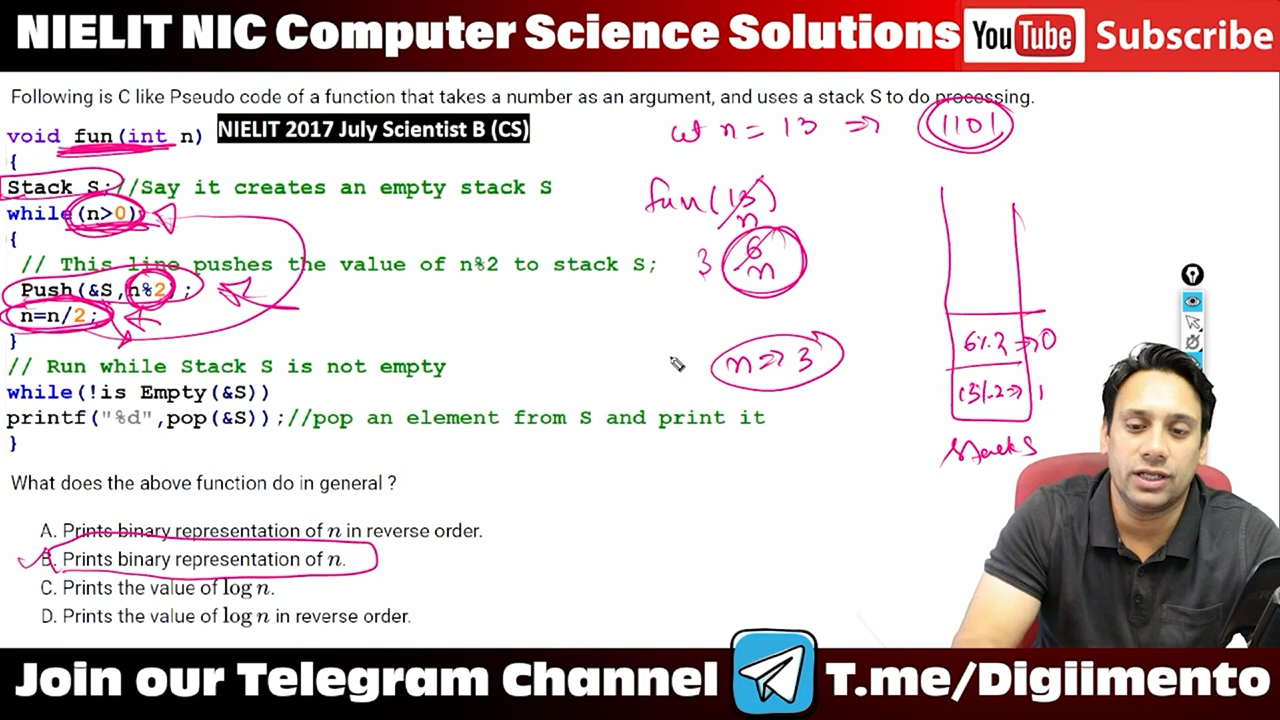 NIELIT NIC Computer Science Solutions YouTube Subscribe
Following is C like Pseudo code of a function that takes a number as an argument, and uses a stack S to do processing.
void fun(int n) NIELIT 2017 July Scientist B (CS)
let n = 13 ⇒ 1101
{
Stack S;//Say it creates an empty stack S
fun(13)
n
while(n>0)
{
6
3 n
// This line pushes the value of n%2 to stack S;
Push(&S,n%2);
n=n/2;
}
n ⇒ 3
6%2 ⇒ 0
13%2 ⇒ 1
// Run while Stack S is not empty
while(!is Empty(&S))
printf("%d",pop(&S));//pop an element from S and print it
}
Stack S
What does the above function do in general ?
A. Prints binary representation of n in reverse order.
B. Prints binary representation of n.
C. Prints the value of log n.
D. Prints the value of log n in reverse order.
Join our Telegram Channel T.me/Digiimento